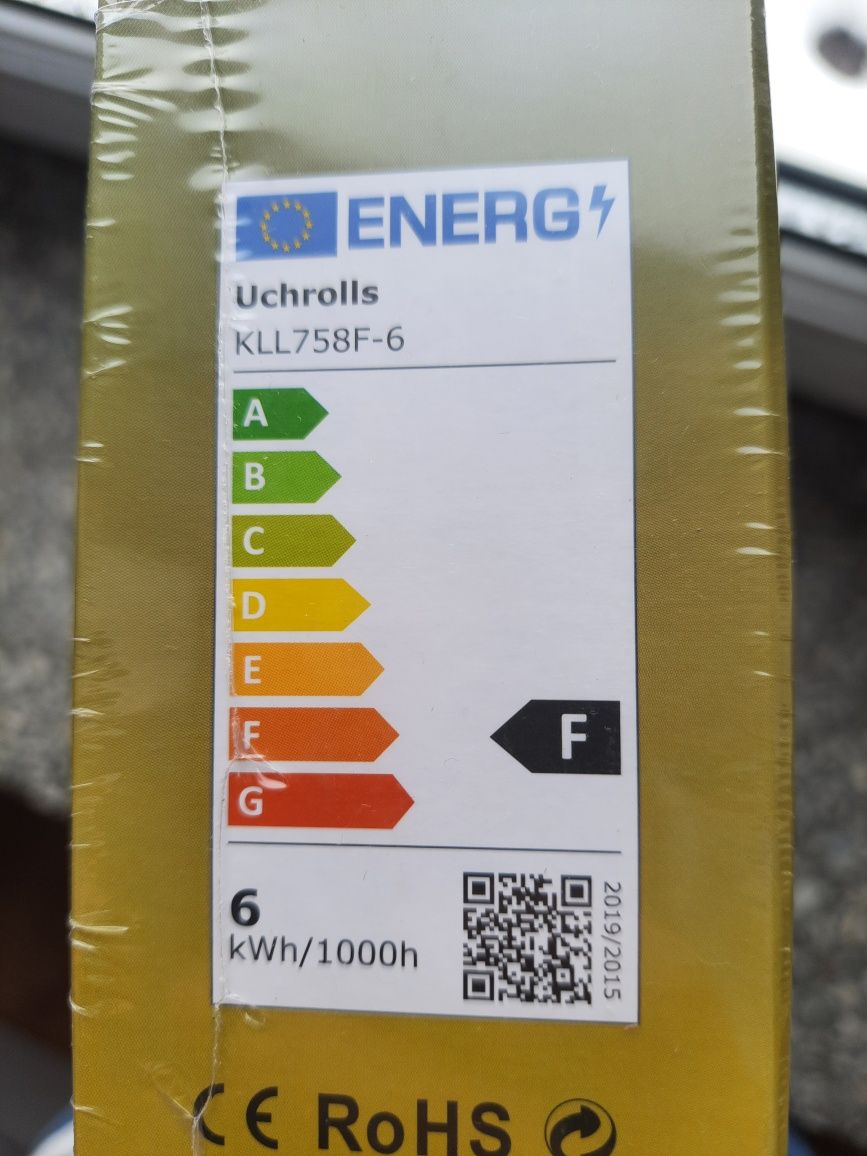 ENERG
Uchrolls
KLL758F-6
A
B
C
D
E
F
F
G
6
kWh/1000h
2019/2015
CE RoHS